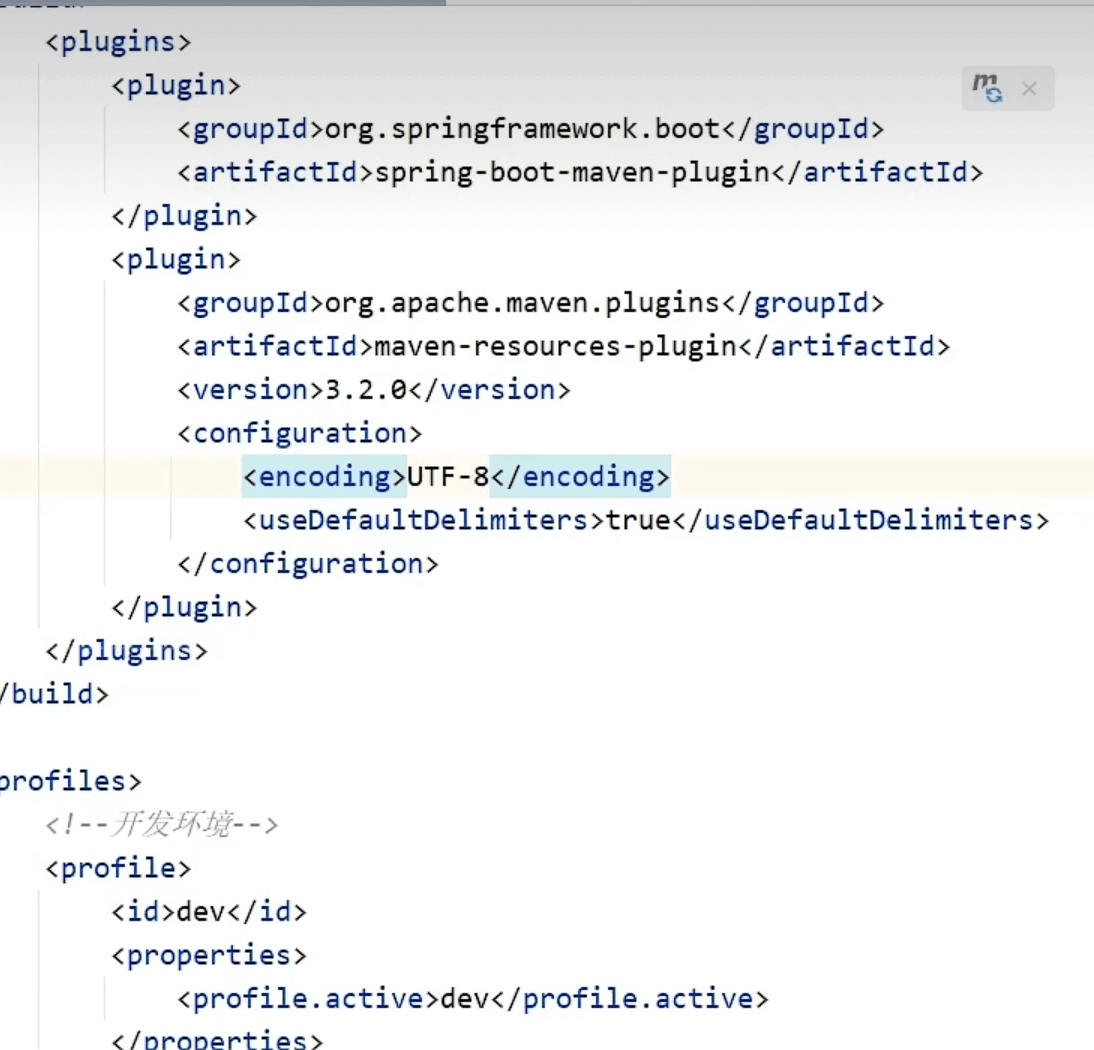 <plugins>
<plugin>
<groupId>org.springframework.boot</groupId>
<artifactId>spring-boot-maven-plugin</artifactId>
</plugin>
<plugin>
<groupId>org.apache.maven.plugins</groupId>
<artifactId>maven-resources-plugin</artifactId>
<version>3.2.0</version>
<configuration>
<encoding>UTF-8</encoding>
<useDefaultDelimiters>true</useDefaultDelimiters>
</configuration>
</plugin>
</plugins>
/build>
profiles>
<!--开发环境-->
<profile>
<id>dev</id>
<properties>
<profile.active>dev</profile.active>
</properties>